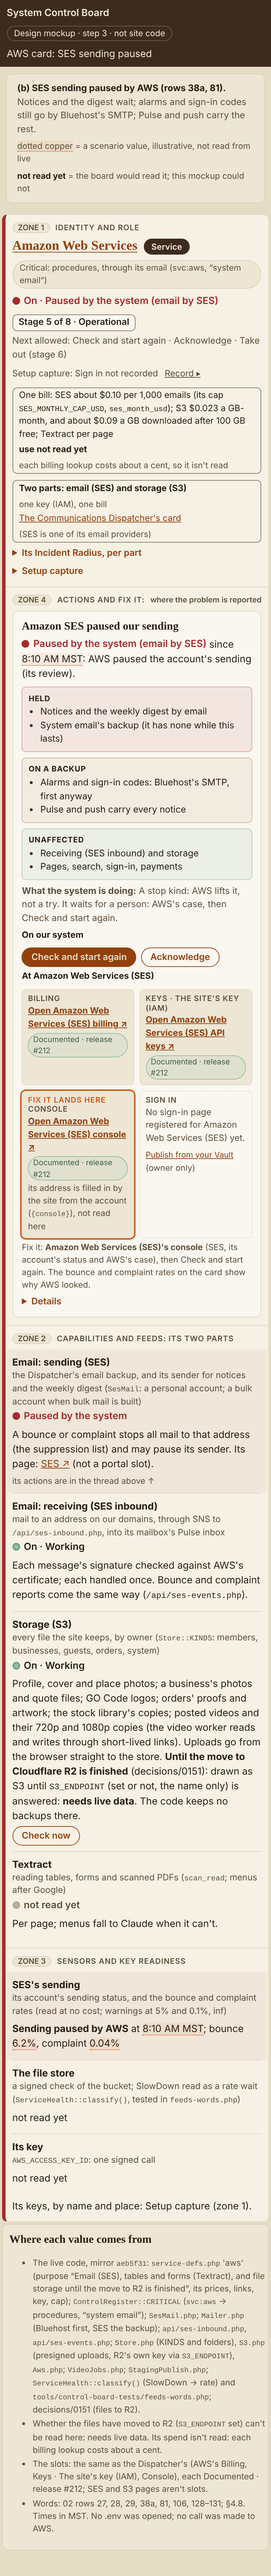 System Control Board
Design mockup · step 3 · not site code
AWS card: SES sending paused
(b) SES sending paused by AWS (rows 38a, 81).
Notices and the digest wait; alarms and sign-in codes
still go by Bluehost's SMTP; Pulse and push carry the
rest.
dotted copper = a scenario value, illustrative, not read from
live
not read yet = the board would read it; this mockup could
not
ZONE 1 IDENTITY AND ROLE
Amazon Web Services Service
Critical: procedures, through its email (svc:aws, "system
email")
On · Paused by the system (email by SES)
Stage 5 of 8 · Operational
Next allowed: Check and start again · Acknowledge · Take
out (stage 6)
Setup capture: Sign in not recorded Record ▸
One bill: SES about $0.10 per 1,000 emails (its cap
SES_MONTHLY_CAP_USD, ses_month_usd); S3 $0.023 a GB-
month, and about $0.09 a GB downloaded after 100 GB
free; Textract per page
use not read yet
each billing lookup costs about a cent, so it isn't read
Two parts: email (SES) and storage (S3)
one key (IAM), one bill
The Communications Dispatcher's card
(SES is one of its email providers)
▸ Its Incident Radius, per part
▸ Setup capture
ZONE 4 ACTIONS AND FIX IT: where the problem is reported
Amazon SES paused our sending
Paused by the system (email by SES) since
8:10 AM MST: AWS paused the account's sending
(its review).
HELD
• Notices and the weekly digest by email
• System email's backup (it has none while this
lasts)
ON A BACKUP
• Alarms and sign-in codes: Bluehost's SMTP,
first anyway
• Pulse and push carry every notice
UNAFFECTED
• Receiving (SES inbound) and storage
• Pages, search, sign-in, payments
What the system is doing: A stop kind: AWS lifts it,
not a try. It waits for a person: AWS's case, then
Check and start again.
On our system
Check and start again Acknowledge
At Amazon Web Services (SES)
BILLING
Open Amazon Web
Services (SES) billing ↗
Documented · release
#212
KEYS · THE SITE'S KEY
(IAM)
Open Amazon Web
Services (SES) API
keys ↗
Documented · release
#212
FIX IT LANDS HERE
CONSOLE
Open Amazon Web
Services (SES) console
↗
Documented · release
#212
its address is filled in by
the site from the account
({console}), not read
here
SIGN IN
No sign-in page
registered for Amazon
Web Services (SES) yet.
Publish from your Vault
(owner only)
Fix it: Amazon Web Services (SES)'s console (SES, its
account's status and AWS's case), then Check and start
again. The bounce and complaint rates on the card show
why AWS looked.
▸ Details
ZONE 2 CAPABILITIES AND FEEDS: ITS TWO PARTS
Email: sending (SES)
the Dispatcher's email backup, and its sender for notices
and the weekly digest (SesMail: a personal account; a bulk
account when bulk mail is built)
Paused by the system
A bounce or complaint stops all mail to that address
(the suppression list) and may pause its sender. Its
page: SES ↗ (not a portal slot).
its actions are in the thread above ↑
Email: receiving (SES inbound)
mail to an address on our domains, through SNS to
/api/ses-inbound.php, into its mailbox's Pulse inbox
On · Working
Each message's signature checked against AWS's
certificate; each handled once. Bounce and complaint
reports come the same way (/api/ses-events.php).
Storage (S3)
every file the site keeps, by owner (Store::KINDS: members,
businesses, guests, orders, system)
On · Working
Profile, cover and place photos; a business's photos
and quote files; GO Code logos; orders' proofs and
artwork; the stock library's copies; posted videos and
their 720p and 1080p copies (the video worker reads
and writes through short-lived links). Uploads go from
the browser straight to the store. Until the move to
Cloudflare R2 is finished (decisions/0151): drawn as
S3 until S3_ENDPOINT (set or not, the name only) is
answered: needs live data. The code keeps no
backups there.
Check now
Textract
reading tables, forms and scanned PDFs (scan_read; menus
after Google)
not read yet
Per page; menus fall to Claude when it can't.
ZONE 3 SENSORS AND KEY READINESS
SES's sending
its account's sending status, and the bounce and complaint
rates (read at no cost; warnings at 5% and 0.1%, inf)
Sending paused by AWS at 8:10 AM MST; bounce
6.2%, complaint 0.04%
The file store
a signed check of the bucket; SlowDown read as a rate wait
(ServiceHealth::classify(), tested in feeds-words.php)
not read yet
Its key
AWS_ACCESS_KEY_ID: one signed call
not read yet
Its keys, by name and place: Setup capture (zone 1).
Where each value comes from
• The live code, mirror aeb5f31: service-defs.php 'aws'
(purpose "Email (SES), tables and forms (Textract), and file
storage until the move to R2 is finished", its prices, links,
key, cap); ControlRegister::CRITICAL (svc:aws →
procedures, "system email"); SesMail.php; Mailer.php
(Bluehost first, SES the backup); api/ses-inbound.php,
api/ses-events.php; Store.php (KINDS and folders), S3.php
(presigned uploads, R2's own key via S3_ENDPOINT),
Aws.php; VideoJobs.php; StagingPublish.php;
ServiceHealth::classify() (SlowDown → rate) and
tools/control-board-tests/feeds-words.php;
decisions/0151 (files to R2).
• Whether the files have moved to R2 (S3_ENDPOINT set) can't
be read here: needs live data. Its spend isn't read: each
billing lookup costs about a cent.
• The slots: the same as the Dispatcher's (AWS's Billing,
Keys · The site's key (IAM), Console), each Documented ·
release #212; SES and S3 pages aren't slots.
• Words: 02 rows 27, 28, 29, 38a, 81, 106, 128–131; §4.8.
Times in MST. No .env was opened; no call was made to
AWS.